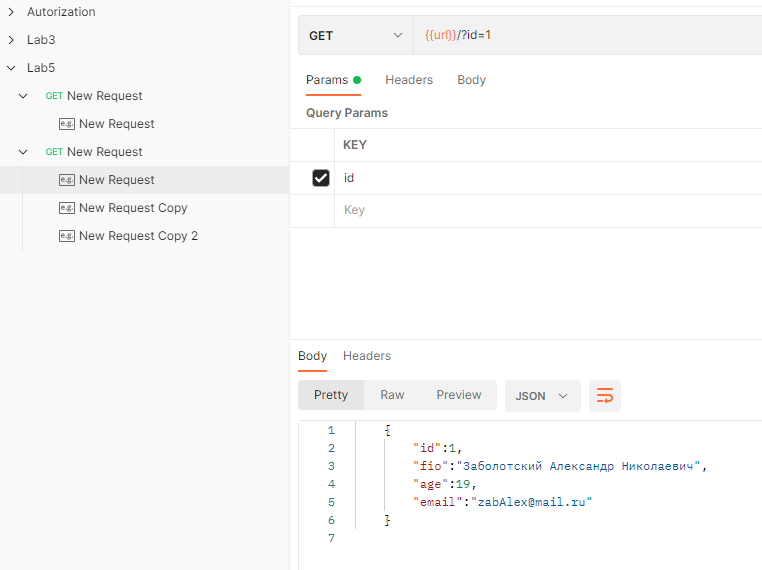 Autorization
Lab3
Lab5
GET New Request
e.g. New Request
GET New Request
e.g. New Request
e.g. New Request Copy
e.g. New Request Copy 2
GET {{url}}/?id=1
Params Headers Body
Query Params
KEY
id
Key
Body Headers
Pretty Raw Preview JSON
1 {
2 "id":1,
3 "fio":"Заболотский Александр Николаевич",
4 "age":19,
5 "email":"zabAlex@mail.ru"
6 }
7